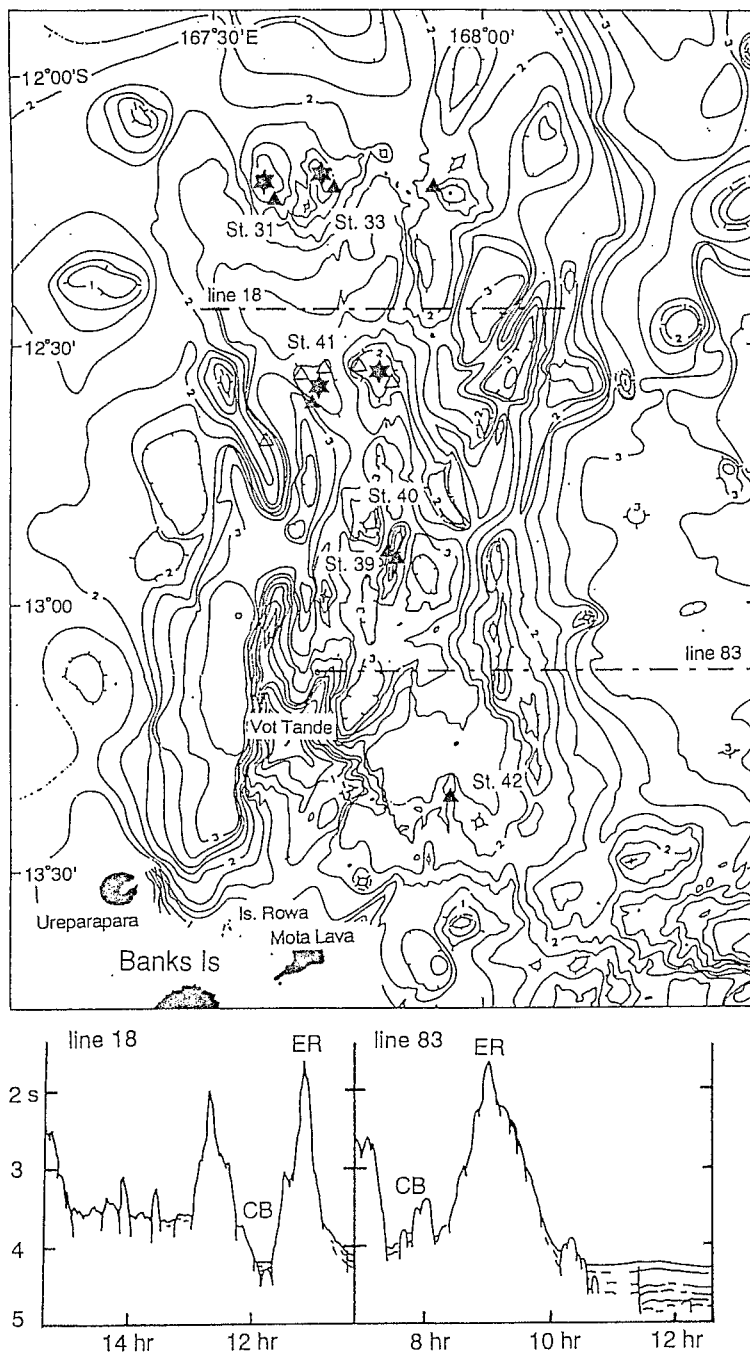 167°30'E 168°00'
12°00'S
St. 31
St. 33
line 18
12°30'
St. 41
St. 40
St. 39
13°00'
line 83
Vot Tande
St. 42
13°30'
Ureparapara
Is. Rowa
Mota Lava
Banks Is
line 18 ER line 83 ER
2 s
3
CB CB
4
5
14 hr 12 hr 8 hr 10 hr 12 hr